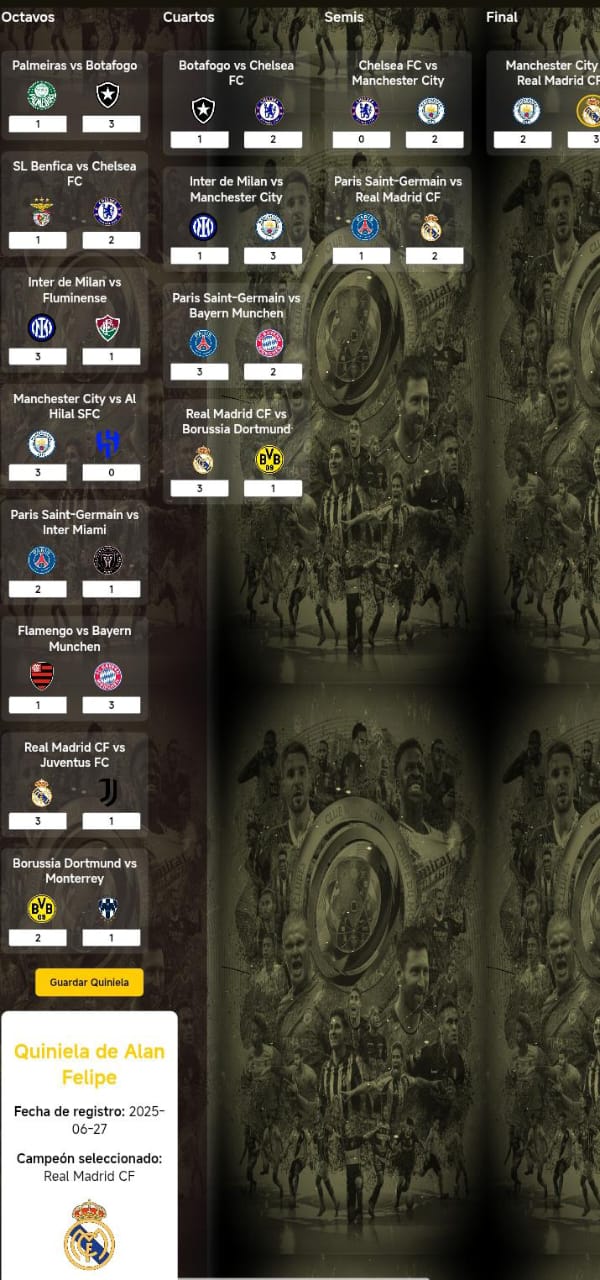 Octavos
Palmeiras vs Botafogo
1 3
SL Benfica vs Chelsea
FC
1 2
Inter de Milan vs
Fluminense
3 1
Manchester City vs Al
Hilal SFC
3 0
Paris Saint-Germain vs
Inter Miami
2 1
Flamengo vs Bayern
Munchen
1 3
Real Madrid CF vs
Juventus FC
3 1
Borussia Dortmund vs
Monterrey
2 1
Cuartos
Botafogo vs Chelsea
FC
1 2
Inter de Milan vs
Manchester City
1 3
Paris Saint-Germain vs
Bayern Munchen
3 2
Real Madrid CF vs
Borussia Dortmund
3 1
Semis
Chelsea FC vs
Manchester City
0 2
Paris Saint-Germain vs
Real Madrid CF
1 2
Final
Manchester City
Real Madrid CF
2 3
Guardar Quiniela
Quiniela de Alan
Felipe
Fecha de registro: 2025-
06-27
Campeón seleccionado:
Real Madrid CF